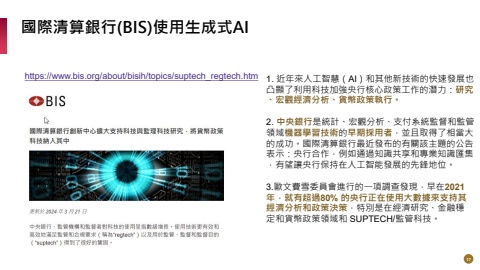 國際清算銀行(BIS)使用生成式AI
https://www.bis.org/about/bisih/topics/suptech_regtech.htm
BIS
國際清算銀行創新中心擴大支持科技與監理科技研究，將貨幣政策
科技納入其中
更新於 2024 年 3 月 21 日
中央銀行、監管機構和監督者對科技的使用呈指數級增長。使用技術更有效和
高效地滿足監管和合規要求（稱為"regtech"）以及用於監管、監督和監督目的
（"suptech"）得到了很好的鞏固。
1. 近年來人工智慧（AI）和其他新技術的快速發展也
凸顯了利用科技加強央行核心政策工作的潛力：研究
、宏觀經濟分析、貨幣政策執行。
2. 中央銀行是統計、宏觀分析、支付系統監督和監管
領域機器學習技術的早期採用者，並且取得了相當大
的成功。國際清算銀行最近發布的有關該主題的公告
表示：央行合作，例如通過知識共享和專業知識匯集
，有望讓央行保持在人工智能發展的先鋒地位。
3.歐文費雪委員會進行的一項調查發現，早在2021
年，就有超過80% 的央行正在使用大數據來支持其
經濟分析和政策決策，特別是在經濟研究、金融穩
定和貨幣政策領域和 SUPTECH/監管科技。
17